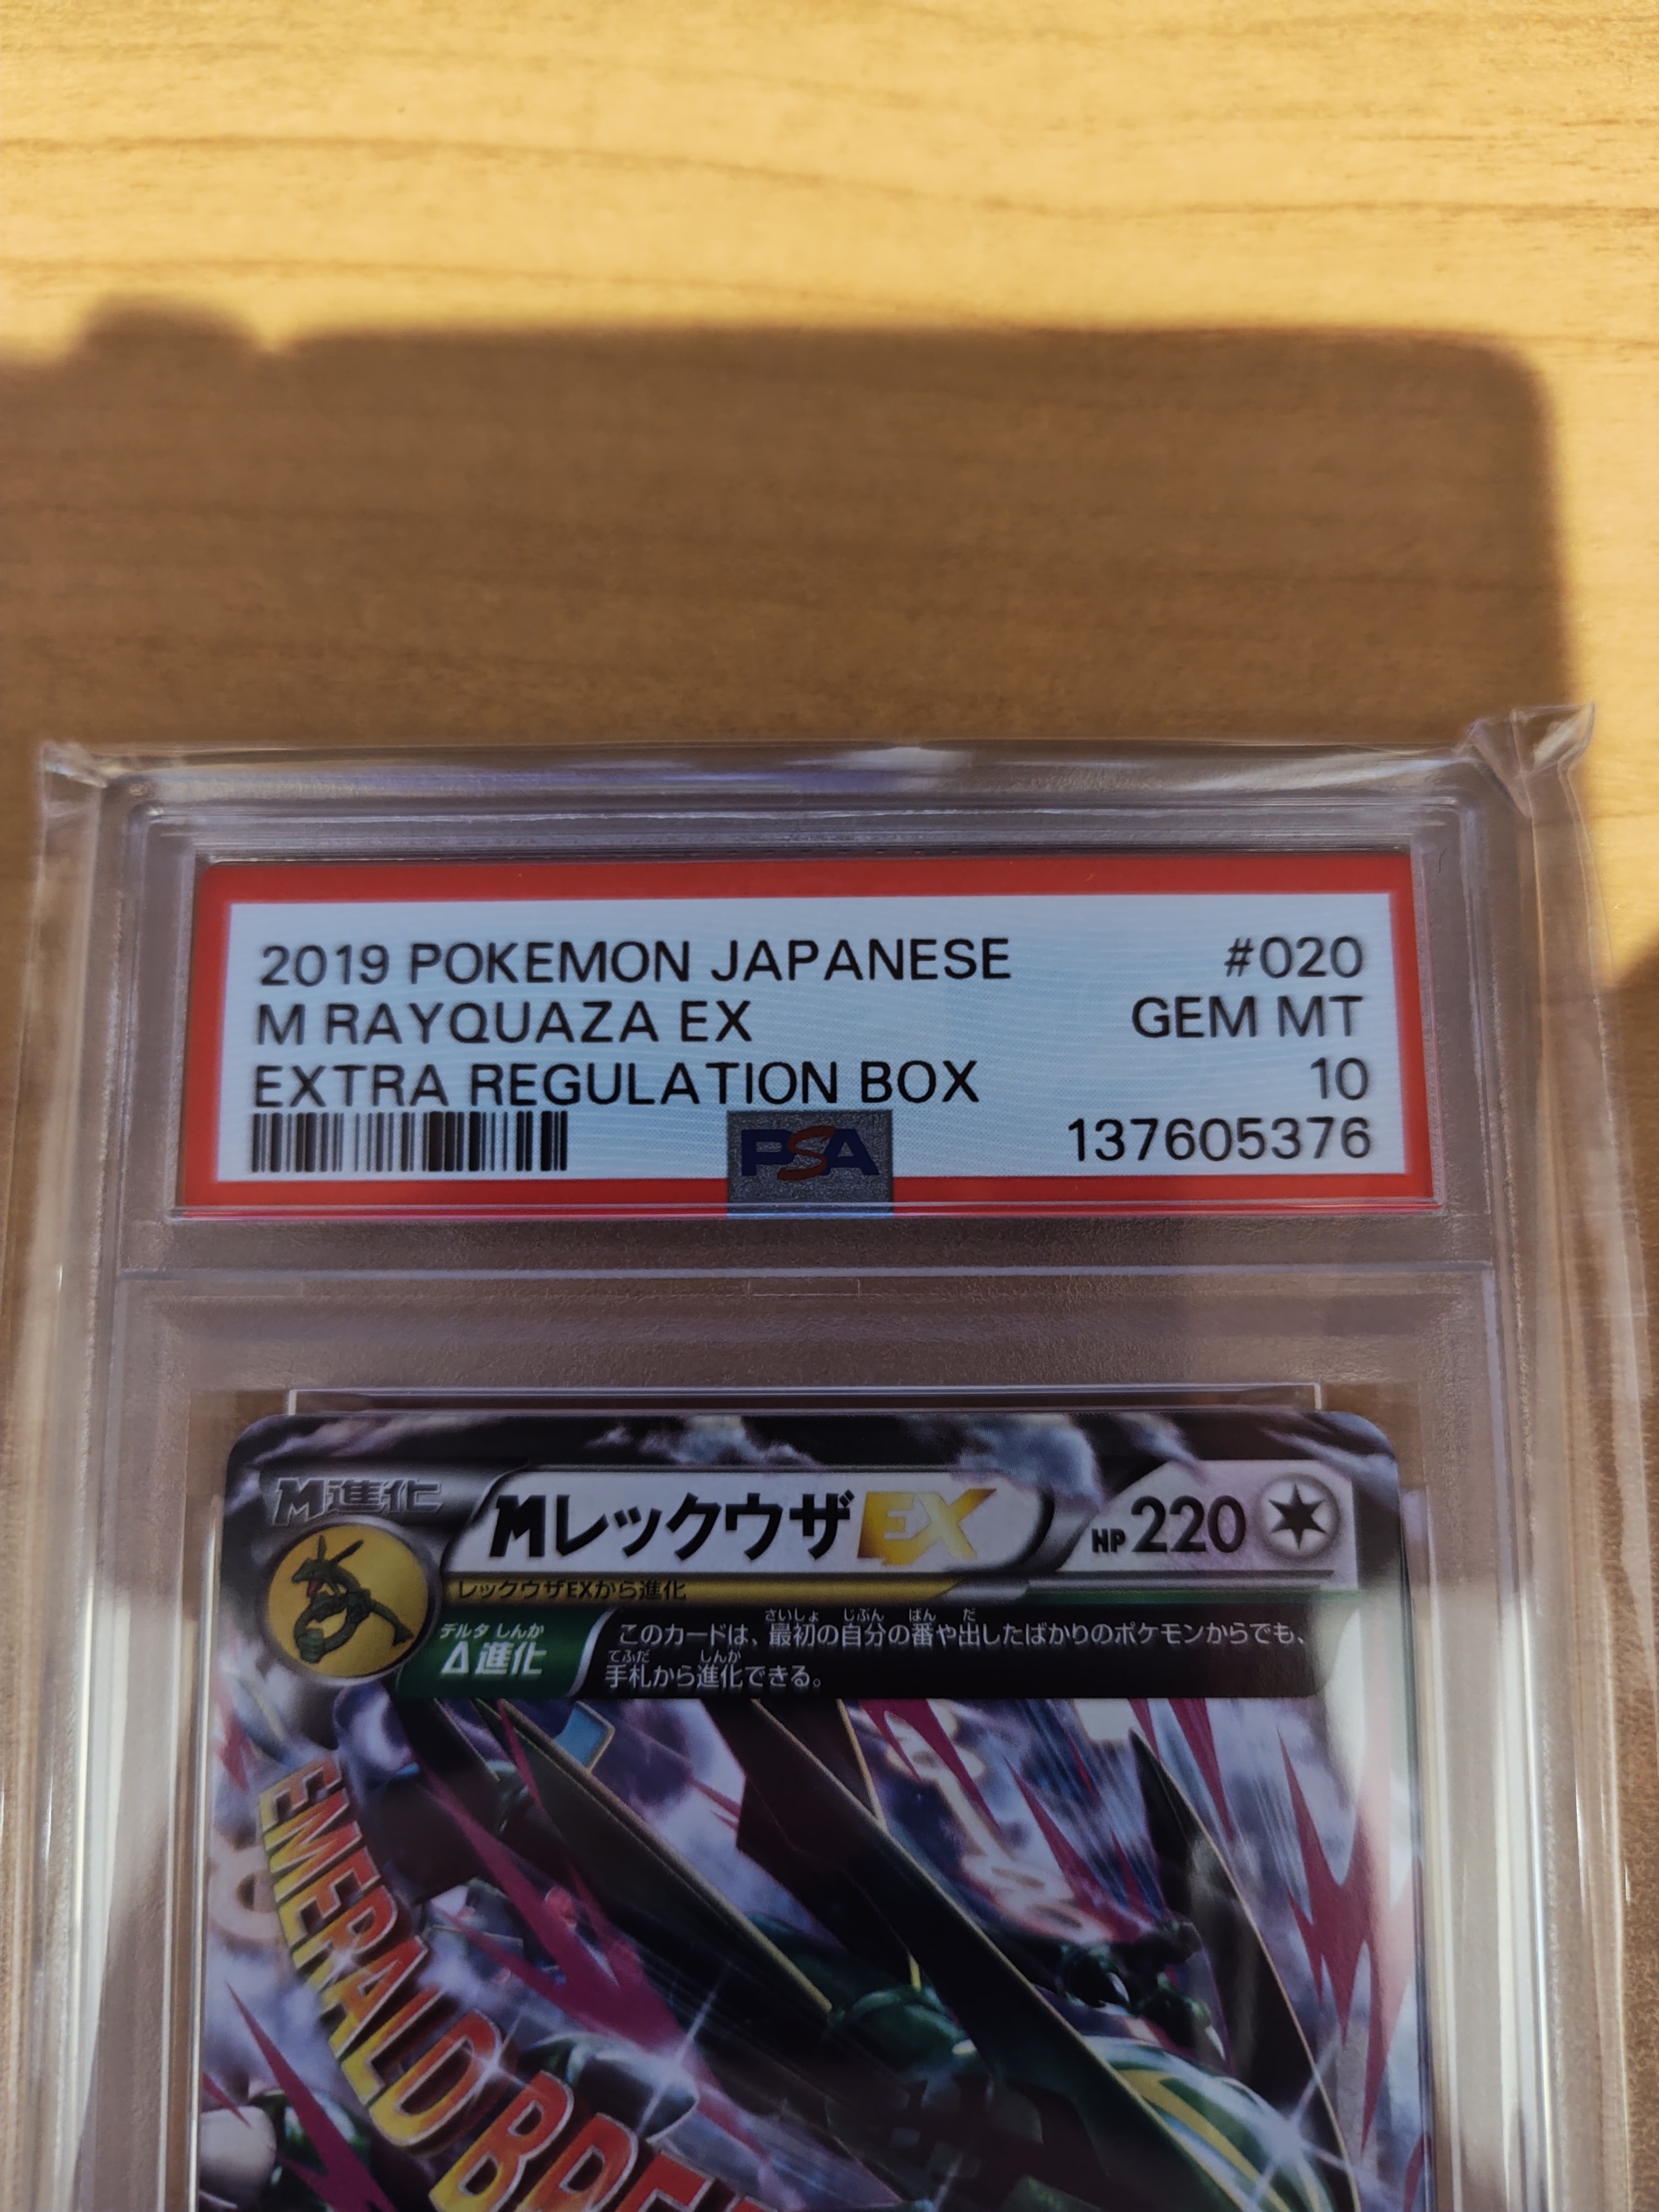 2019 POKEMON JAPANESE #020
M RAYQUAZA EX GEM MT
EXTRA REGULATION BOX 10
PSA 137605376
M進化
MレックウザEX HP220
レックウザEXから進化
デルタ しんか
Δ進化
さいしょ じぶん ばん だ
このカードは、最初の自分の番や出したばかりのポケモンからでも、
てふだ しんか
手札から進化できる。
EMERALD BRE